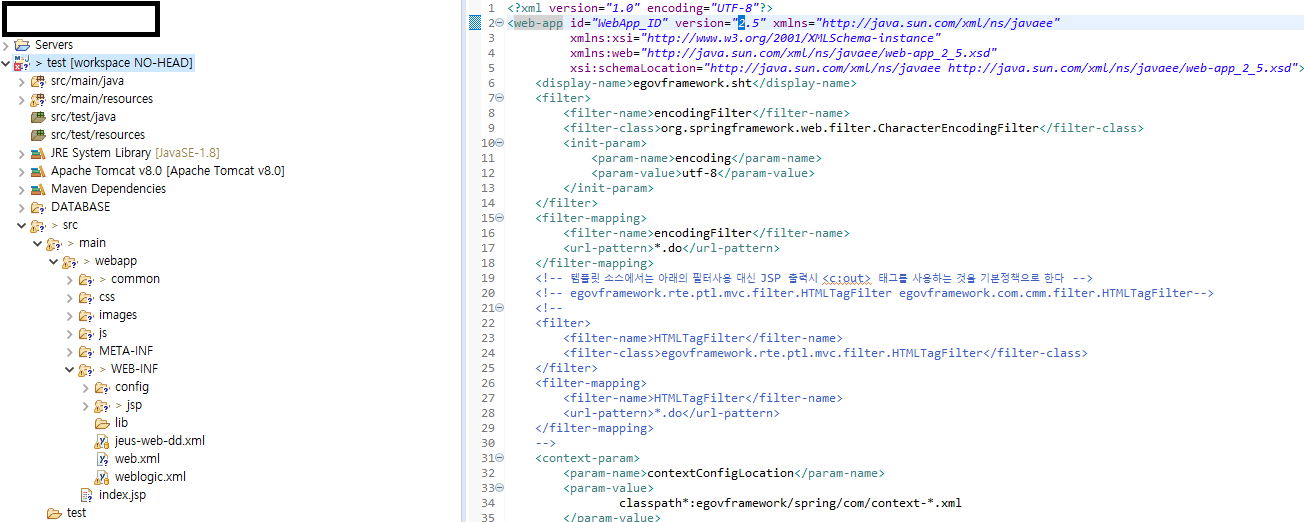 Servers
> test [workspace NO-HEAD]
src/main/java
src/main/resources
src/test/java
src/test/resources
JRE System Library [JavaSE-1.8]
Apache Tomcat v8.0 [Apache Tomcat v8.0]
Maven Dependencies
DATABASE
> src
> main
> webapp
> common
css
images
> js
META-INF
> WEB-INF
config
> jsp
lib
jeus-web-dd.xml
web.xml
weblogic.xml
index.jsp
test
1 <?xml version="1.0" encoding="UTF-8"?>
2 <web-app id="WebApp_ID" version="2.5" xmlns="http://java.sun.com/xml/ns/javaee"
3 xmlns:xsi="http://www.w3.org/2001/XMLSchema-instance"
4 xmlns:web="http://java.sun.com/xml/ns/javaee/web-app_2_5.xsd"
5 xsi:schemaLocation="http://java.sun.com/xml/ns/javaee http://java.sun.com/xml/ns/javaee/web-app_2_5.xsd">
6 <display-name>egovframework.sht</display-name>
7 <filter>
8 <filter-name>encodingFilter</filter-name>
9 <filter-class>org.springframework.web.filter.CharacterEncodingFilter</filter-class>
10 <init-param>
11 <param-name>encoding</param-name>
12 <param-value>utf-8</param-value>
13 </init-param>
14 </filter>
15 <filter-mapping>
16 <filter-name>encodingFilter</filter-name>
17 <url-pattern>*.do</url-pattern>
18 </filter-mapping>
19 <!-- 템플릿 소스에서는 아래의 필터사용 대신 JSP 출력시 <c:out> 태그를 사용하는 것을 기본정책으로 한다 -->
20 <!-- egovframework.rte.ptl.mvc.filter.HTMLTagFilter egovframework.com.cmm.filter.HTMLTagFilter-->
21 <!--
22 <filter>
23 <filter-name>HTMLTagFilter</filter-name>
24 <filter-class>egovframework.rte.ptl.mvc.filter.HTMLTagFilter</filter-class>
25 </filter>
26 <filter-mapping>
27 <filter-name>HTMLTagFilter</filter-name>
28 <url-pattern>*.do</url-pattern>
29 </filter-mapping>
30 -->
31 <context-param>
32 <param-name>contextConfigLocation</param-name>
33 <param-value>
34 classpath*:egovframework/spring/com/context-*.xml
35 </param-value>